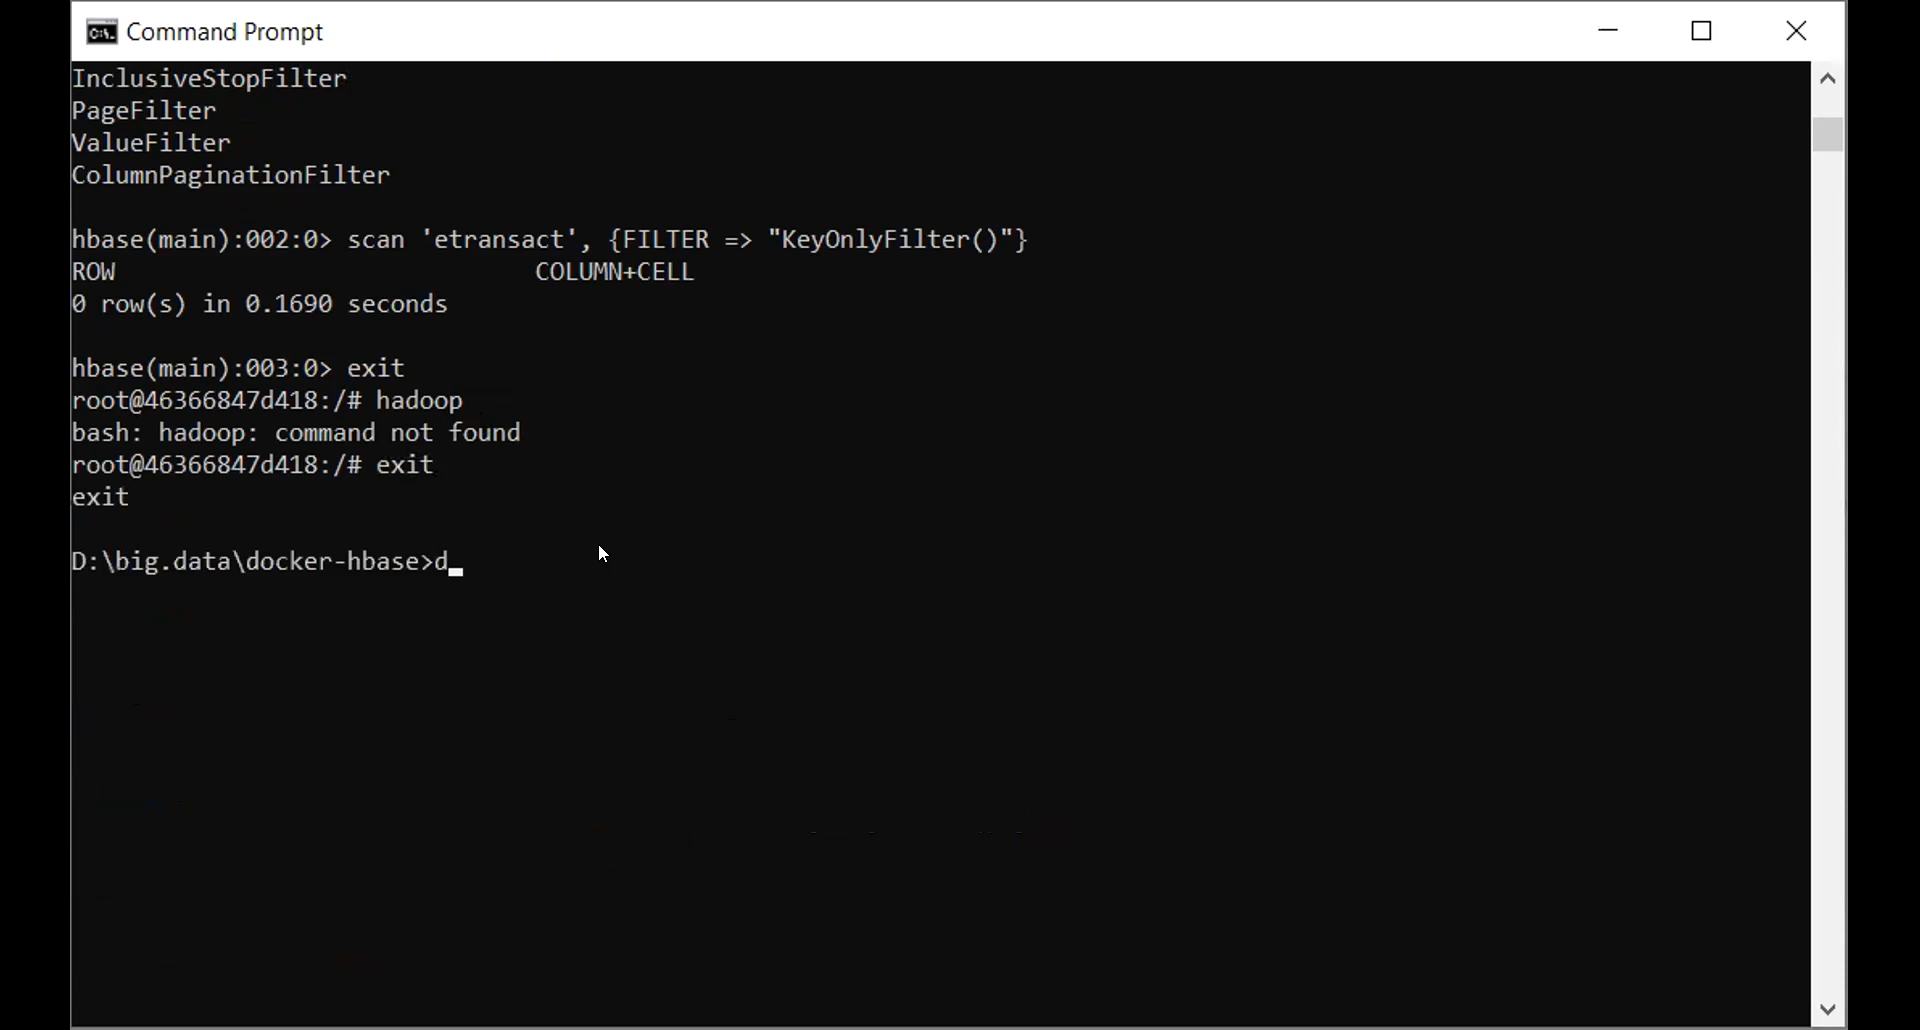 Command Prompt
InclusiveStopFilter
PageFilter
ValueFilter
ColumnPaginationFilter
hbase(main):002:0> scan 'etransact', {FILTER => "KeyOnlyFilter()"}
ROW COLUMN+CELL
0 row(s) in 0.1690 seconds
hbase(main):003:0> exit
root@46366847d418:/# hadoop
bash: hadoop: command not found
root@46366847d418:/# exit
exit
D:\big.data\docker-hbase>d